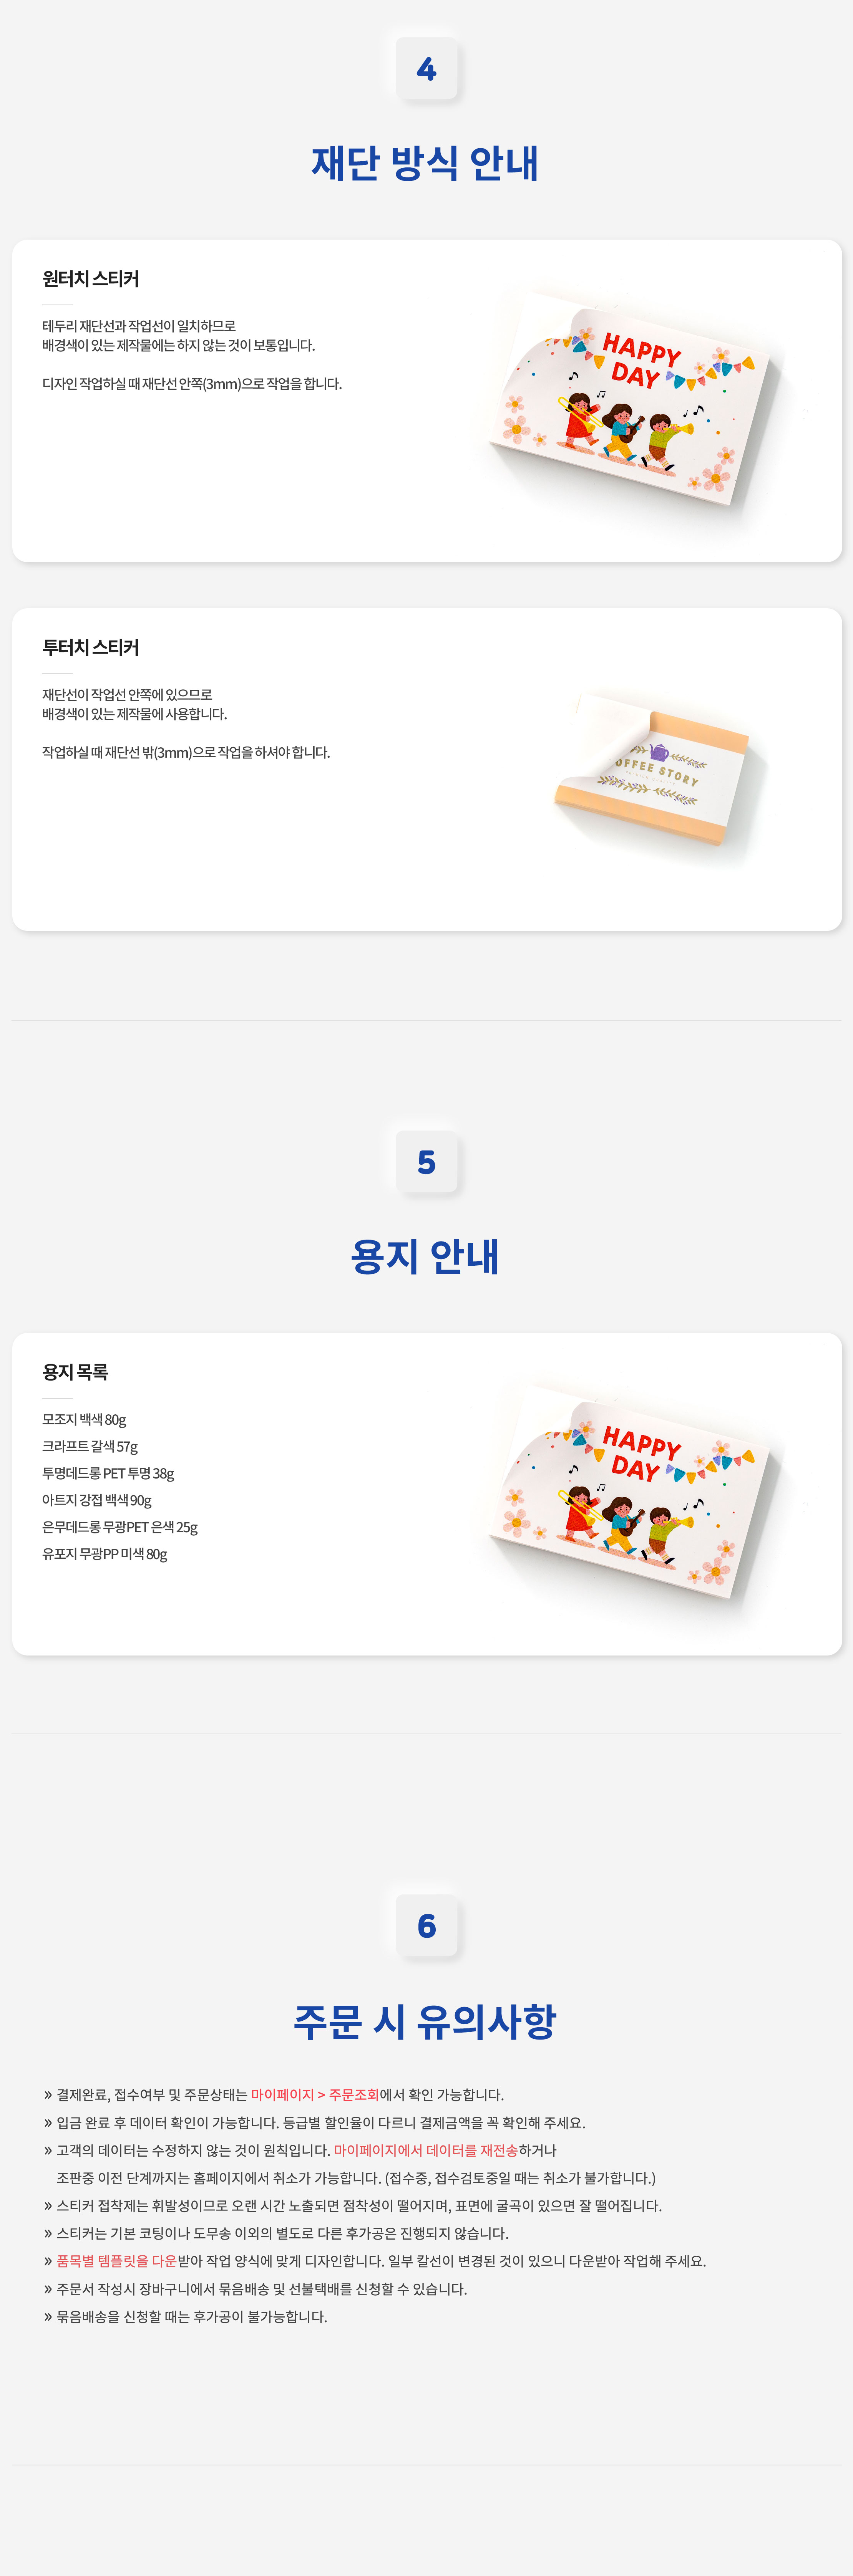 4
재단 방식 안내
원터치 스티커
테두리 재단선과 작업선이 일치하므로
배경색이 있는 제작물에는 하지 않는 것이 보통입니다.
디자인 작업하실 때 재단선 안쪽(3mm)으로 작업을 합니다.
HAPPY
DAY
투터치 스티커
재단선이 작업선 안쪽에 있으므로
배경색이 있는 제작물에 사용합니다.
작업하실 때 재단선 밖(3mm)으로 작업을 하셔야 합니다.
OFFEE STORY
5
용지 안내
용지 목록
모조지 백색 80g
크라프트 갈색 57g
투명데드롱 PET 투명 38g
아트지 강접 백색 90g
은무데드롱 무광PET 은색 25g
유포지 무광PP 미색 80g
HAPPY
DAY
6
주문 시 유의사항
» 결제완료, 접수여부 및 주문상태는 마이페이지 > 주문조회에서 확인 가능합니다.
» 입금 완료 후 데이터 확인이 가능합니다. 등급별 할인율이 다르니 결제금액을 꼭 확인해 주세요.
» 고객의 데이터는 수정하지 않는 것이 원칙입니다. 마이페이지에서 데이터를 재전송하거나
조판중 이전 단계까지는 홈페이지에서 취소가 가능합니다. (접수중, 접수검토중일 때는 취소가 불가합니다.)
» 스티커 접착제는 휘발성이므로 오랜 시간 노출되면 점착성이 떨어지며, 표면에 굴곡이 있으면 잘 떨어집니다.
» 스티커는 기본 코팅이나 도무송 이외의 별도로 다른 후가공은 진행되지 않습니다.
» 품목별 템플릿을 다운받아 작업 양식에 맞게 디자인합니다. 일부 칼선이 변경된 것이 있으니 다운받아 작업해 주세요.
» 주문서 작성시 장바구니에서 묶음배송 및 선불택배를 신청할 수 있습니다.
» 묶음배송을 신청할 때는 후가공이 불가능합니다.